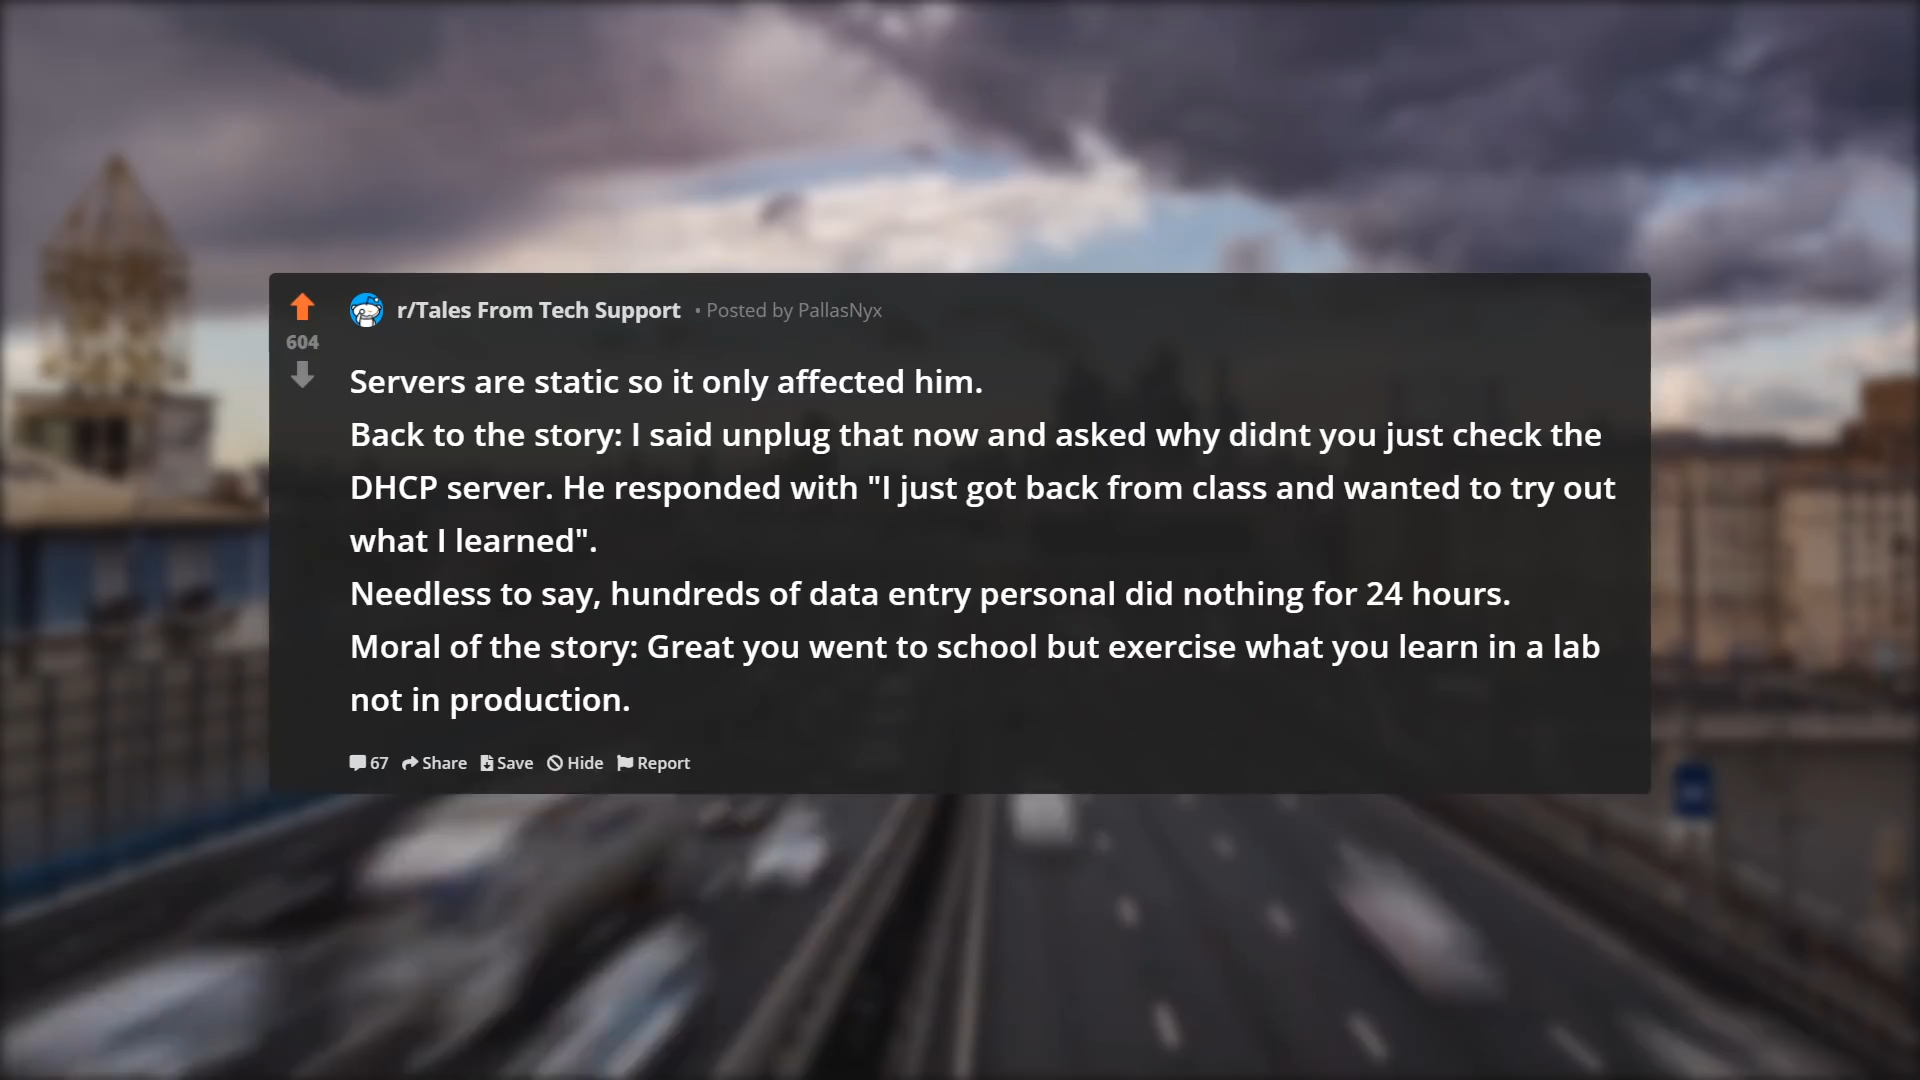 r/Tales From Tech Support • Posted by PallasNyx
604
Servers are static so it only affected him.
Back to the story: I said unplug that now and asked why didnt you just check the
DHCP server. He responded with "I just got back from class and wanted to try out
what I learned".
Needless to say, hundreds of data entry personal did nothing for 24 hours.
Moral of the story: Great you went to school but exercise what you learn in a lab
not in production.
67 Share Save Hide Report